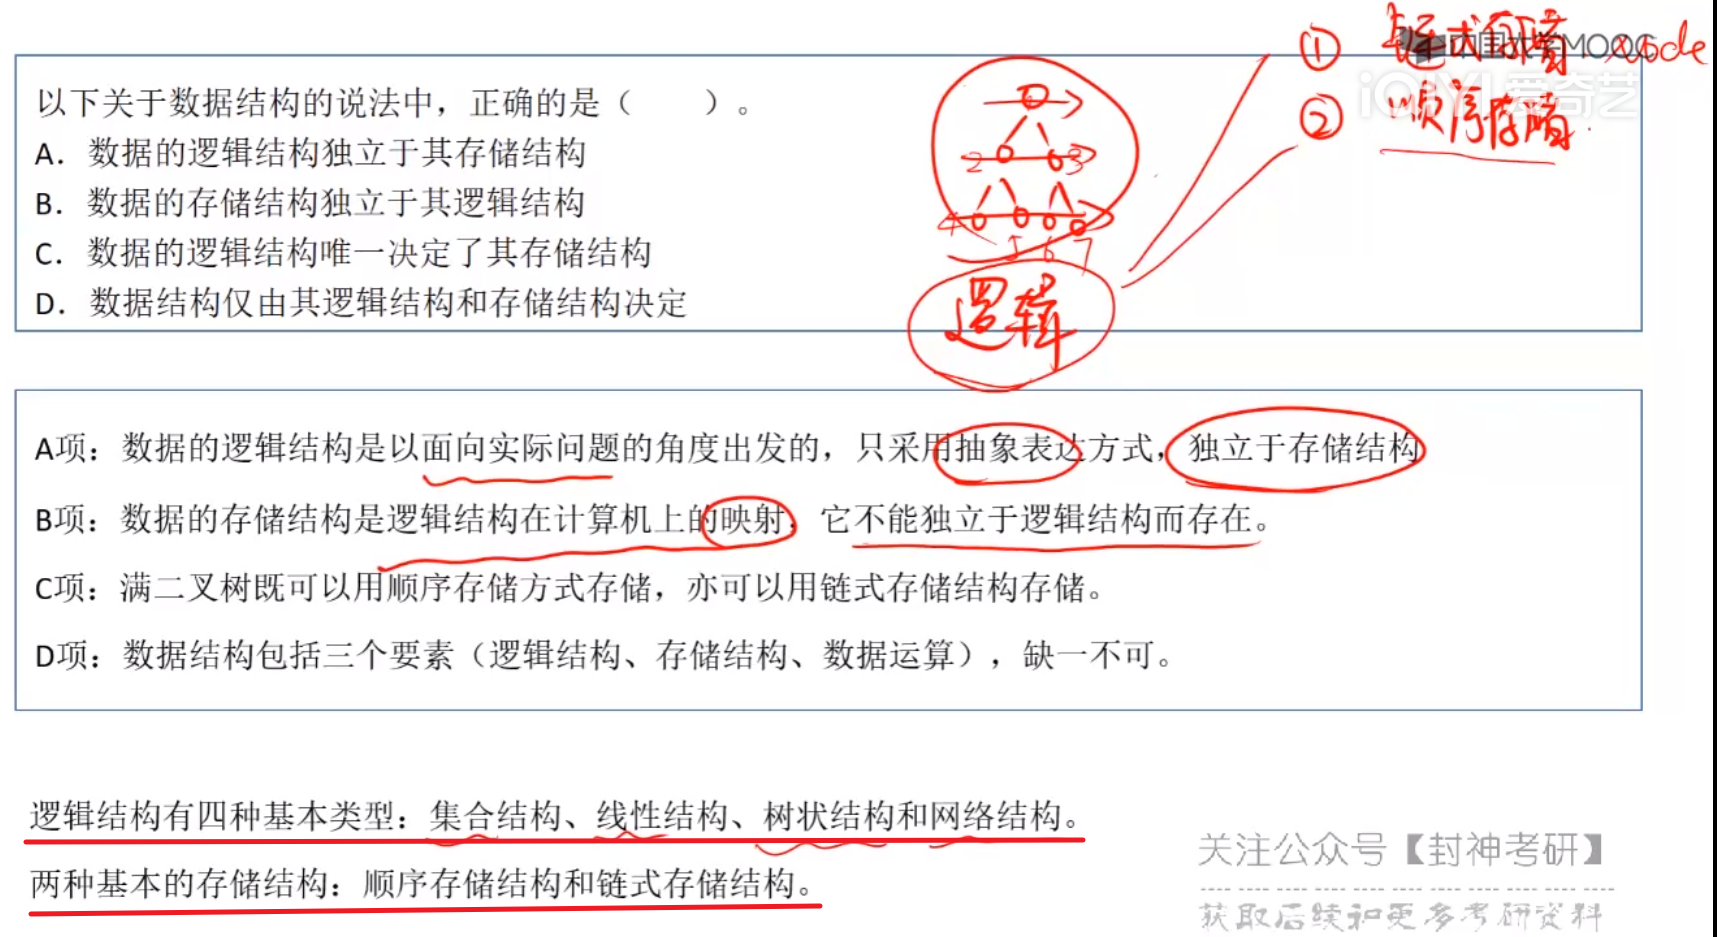 ① 链式存储 node
中国大学MOOC
iQIYI 爱奇艺
② 顺序存储
以下关于数据结构的说法中，正确的是（　　）。
A. 数据的逻辑结构独立于其存储结构
B. 数据的存储结构独立于其逻辑结构
C. 数据的逻辑结构唯一决定了其存储结构
D. 数据结构仅由其逻辑结构和存储结构决定
2 3
4 5 6 7
逻辑
A项：数据的逻辑结构是以面向实际问题的角度出发的，只采用抽象表达方式，独立于存储结构
B项：数据的存储结构是逻辑结构在计算机上的映射，它不能独立于逻辑结构而存在。
C项：满二叉树既可以用顺序存储方式存储，亦可以用链式存储结构存储。
D项：数据结构包括三个要素（逻辑结构、存储结构、数据运算），缺一不可。
逻辑结构有四种基本类型：集合结构、线性结构、树状结构和网络结构。
两种基本的存储结构：顺序存储结构和链式存储结构。
关注公众号【封神考研】
获取后续和更多考研资料